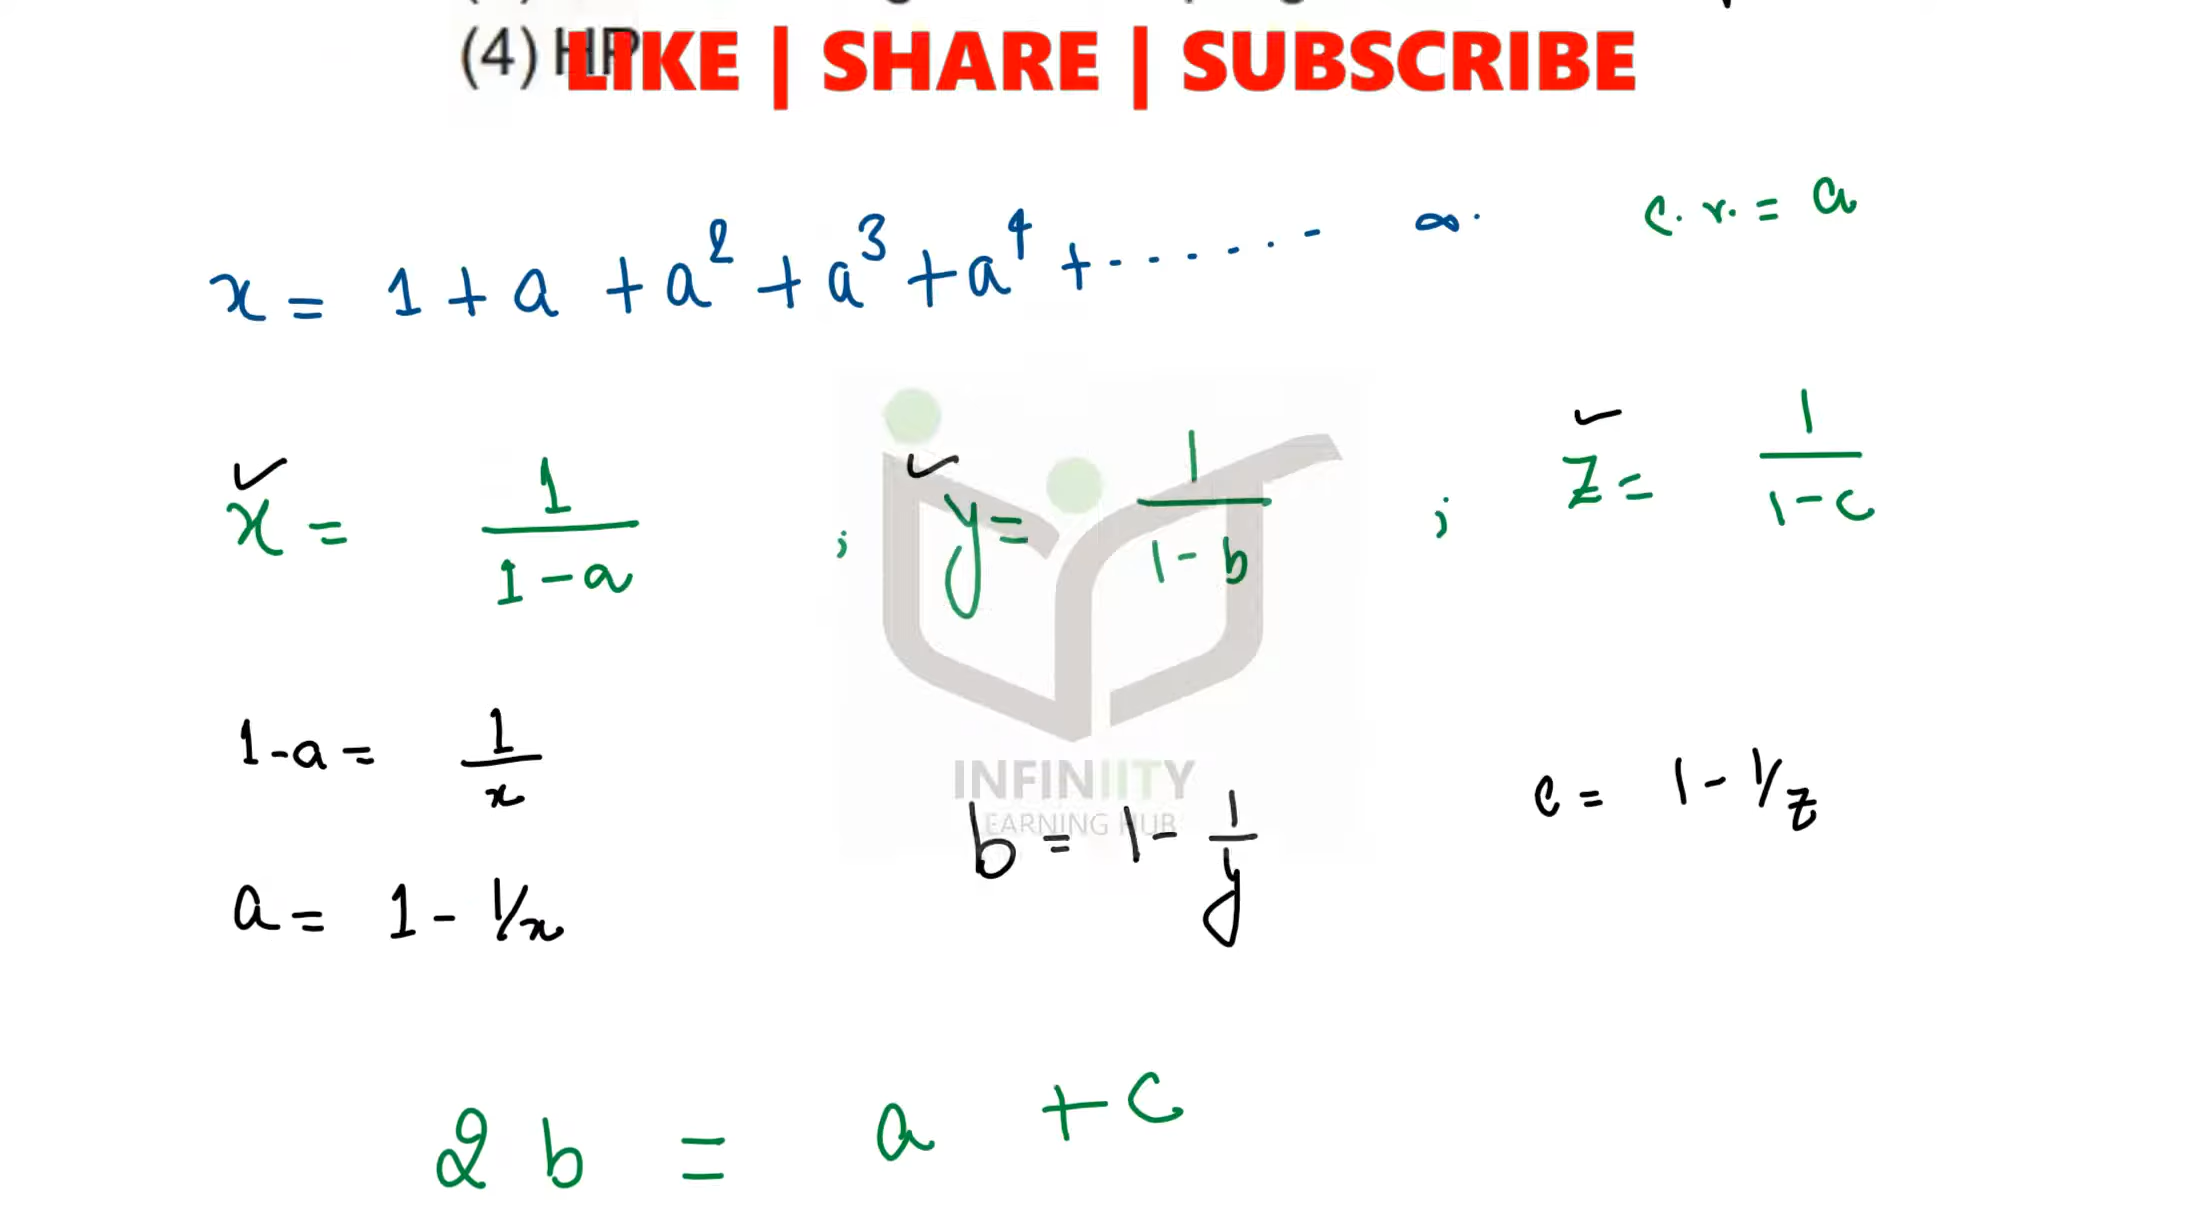 (4) HP
LIKE | SHARE | SUBSCRIBE
c.r. = a
x = 1 + a + a² + a³ + a⁴ + ....... ∞.
x = 1/(1-a) ; y = 1/(1-b) ; z = 1/(1-c)
INFINIITY
LEARNING HUB
1-a = 1/x
b = 1 - 1/y
c = 1 - 1/z
a = 1 - 1/x
2b = a + c